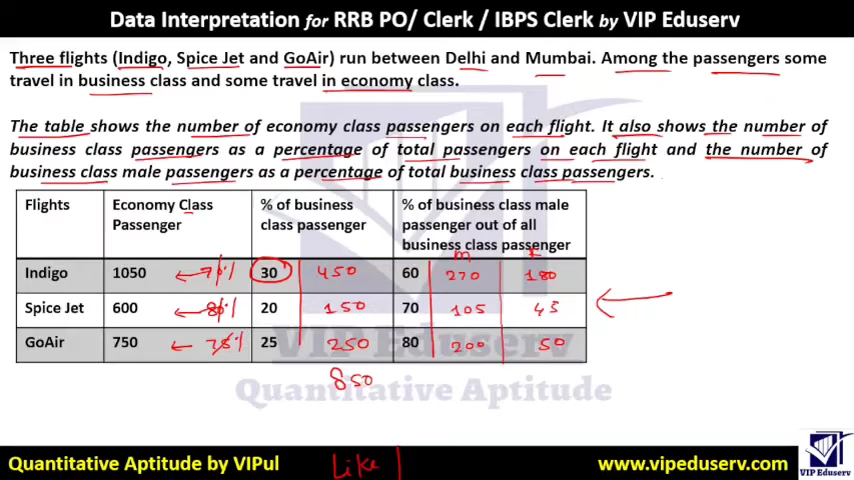 Data Interpretation for RRB PO/ Clerk / IBPS Clerk by VIP Eduserv
Three flights (Indigo, Spice Jet and GoAir) run between Delhi and Mumbai. Among the passengers some
travel in business class and some travel in economy class.
The table shows the number of economy class passengers on each flight. It also shows the number of
business class passengers as a percentage of total passengers on each flight and the number of
business class male passengers as a percentage of total business class passengers.
Flights Economy Class % of business % of business class male
Passenger class passenger passenger out of all
business class passenger
m f
Indigo 1050 70% 30 450 60 270 180
Spice Jet 600 80% 20 150 70 105 45
GoAir 750 75% 25 250 80 200 50
850
VIP Eduserv
Quantitative Aptitude
Quantitative Aptitude by VIPul Like www.vipeduserv.com
VIP Eduserv